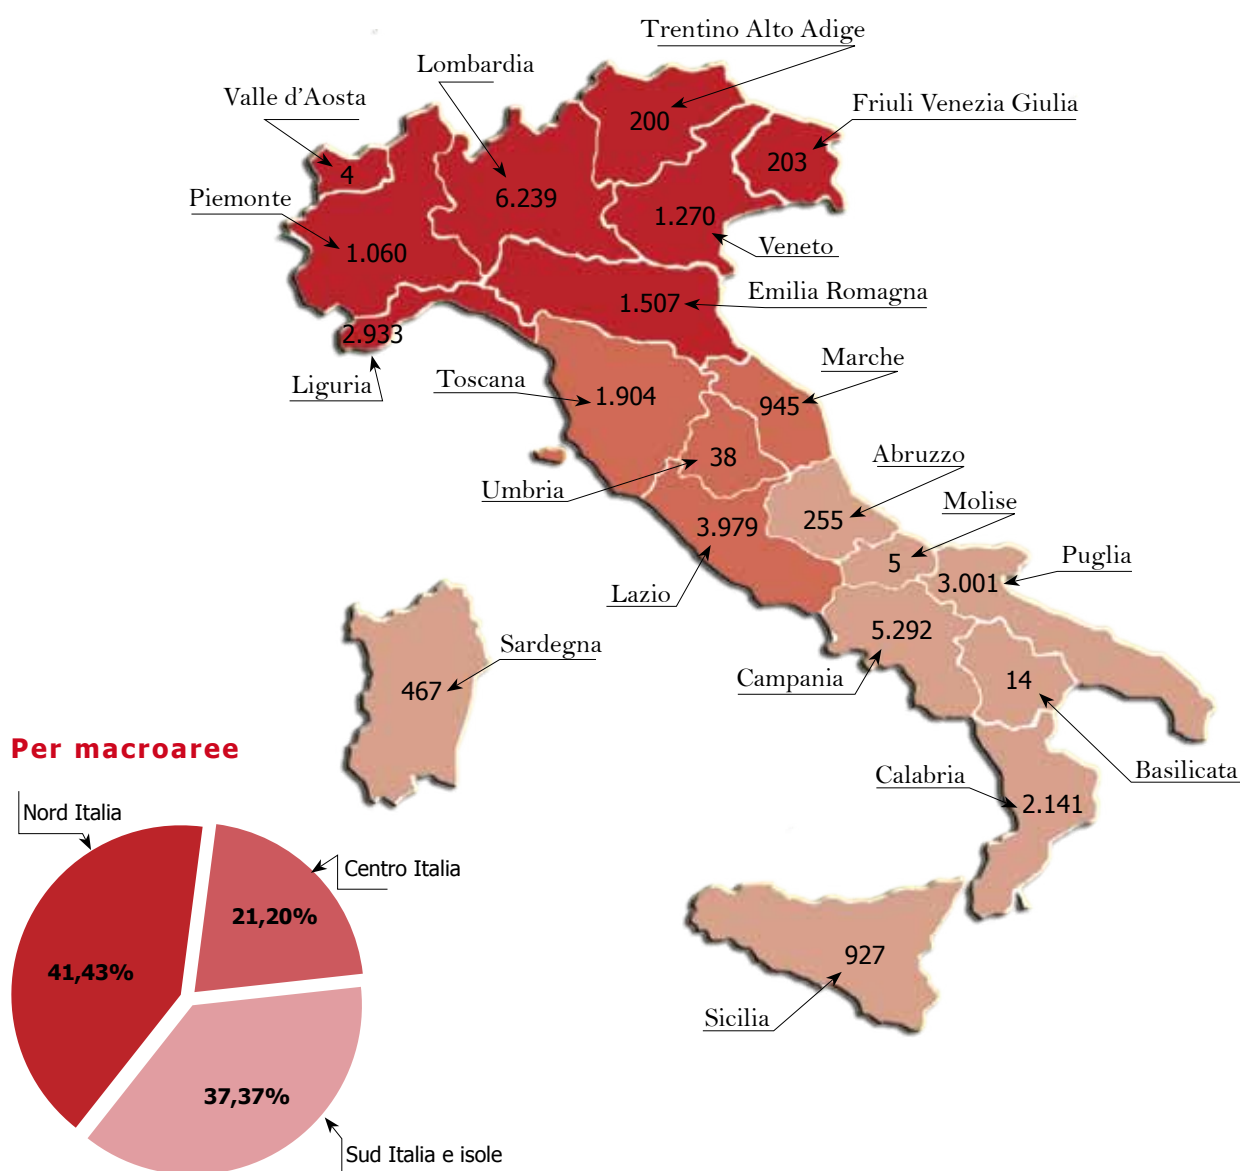 Trentino Alto Adige
Lombardia
Valle d'Aosta
Friuli Venezia Giulia
200
203
4
Piemonte
6.239
1.270
Veneto
1.060
Emilia Romagna
1.507
2.933
Liguria
Toscana
Marche
1.904
945
Abruzzo
38
Umbria
Molise
255
3.979
Puglia
5
3.001
Lazio
5.292
Sardegna
Campania
14
467
Per macroaree
Basilicata
Calabria
2.141
Nord Italia
Centro Italia
21,20%
41,43%
927
Sicilia
37,37%
Sud Italia e isole